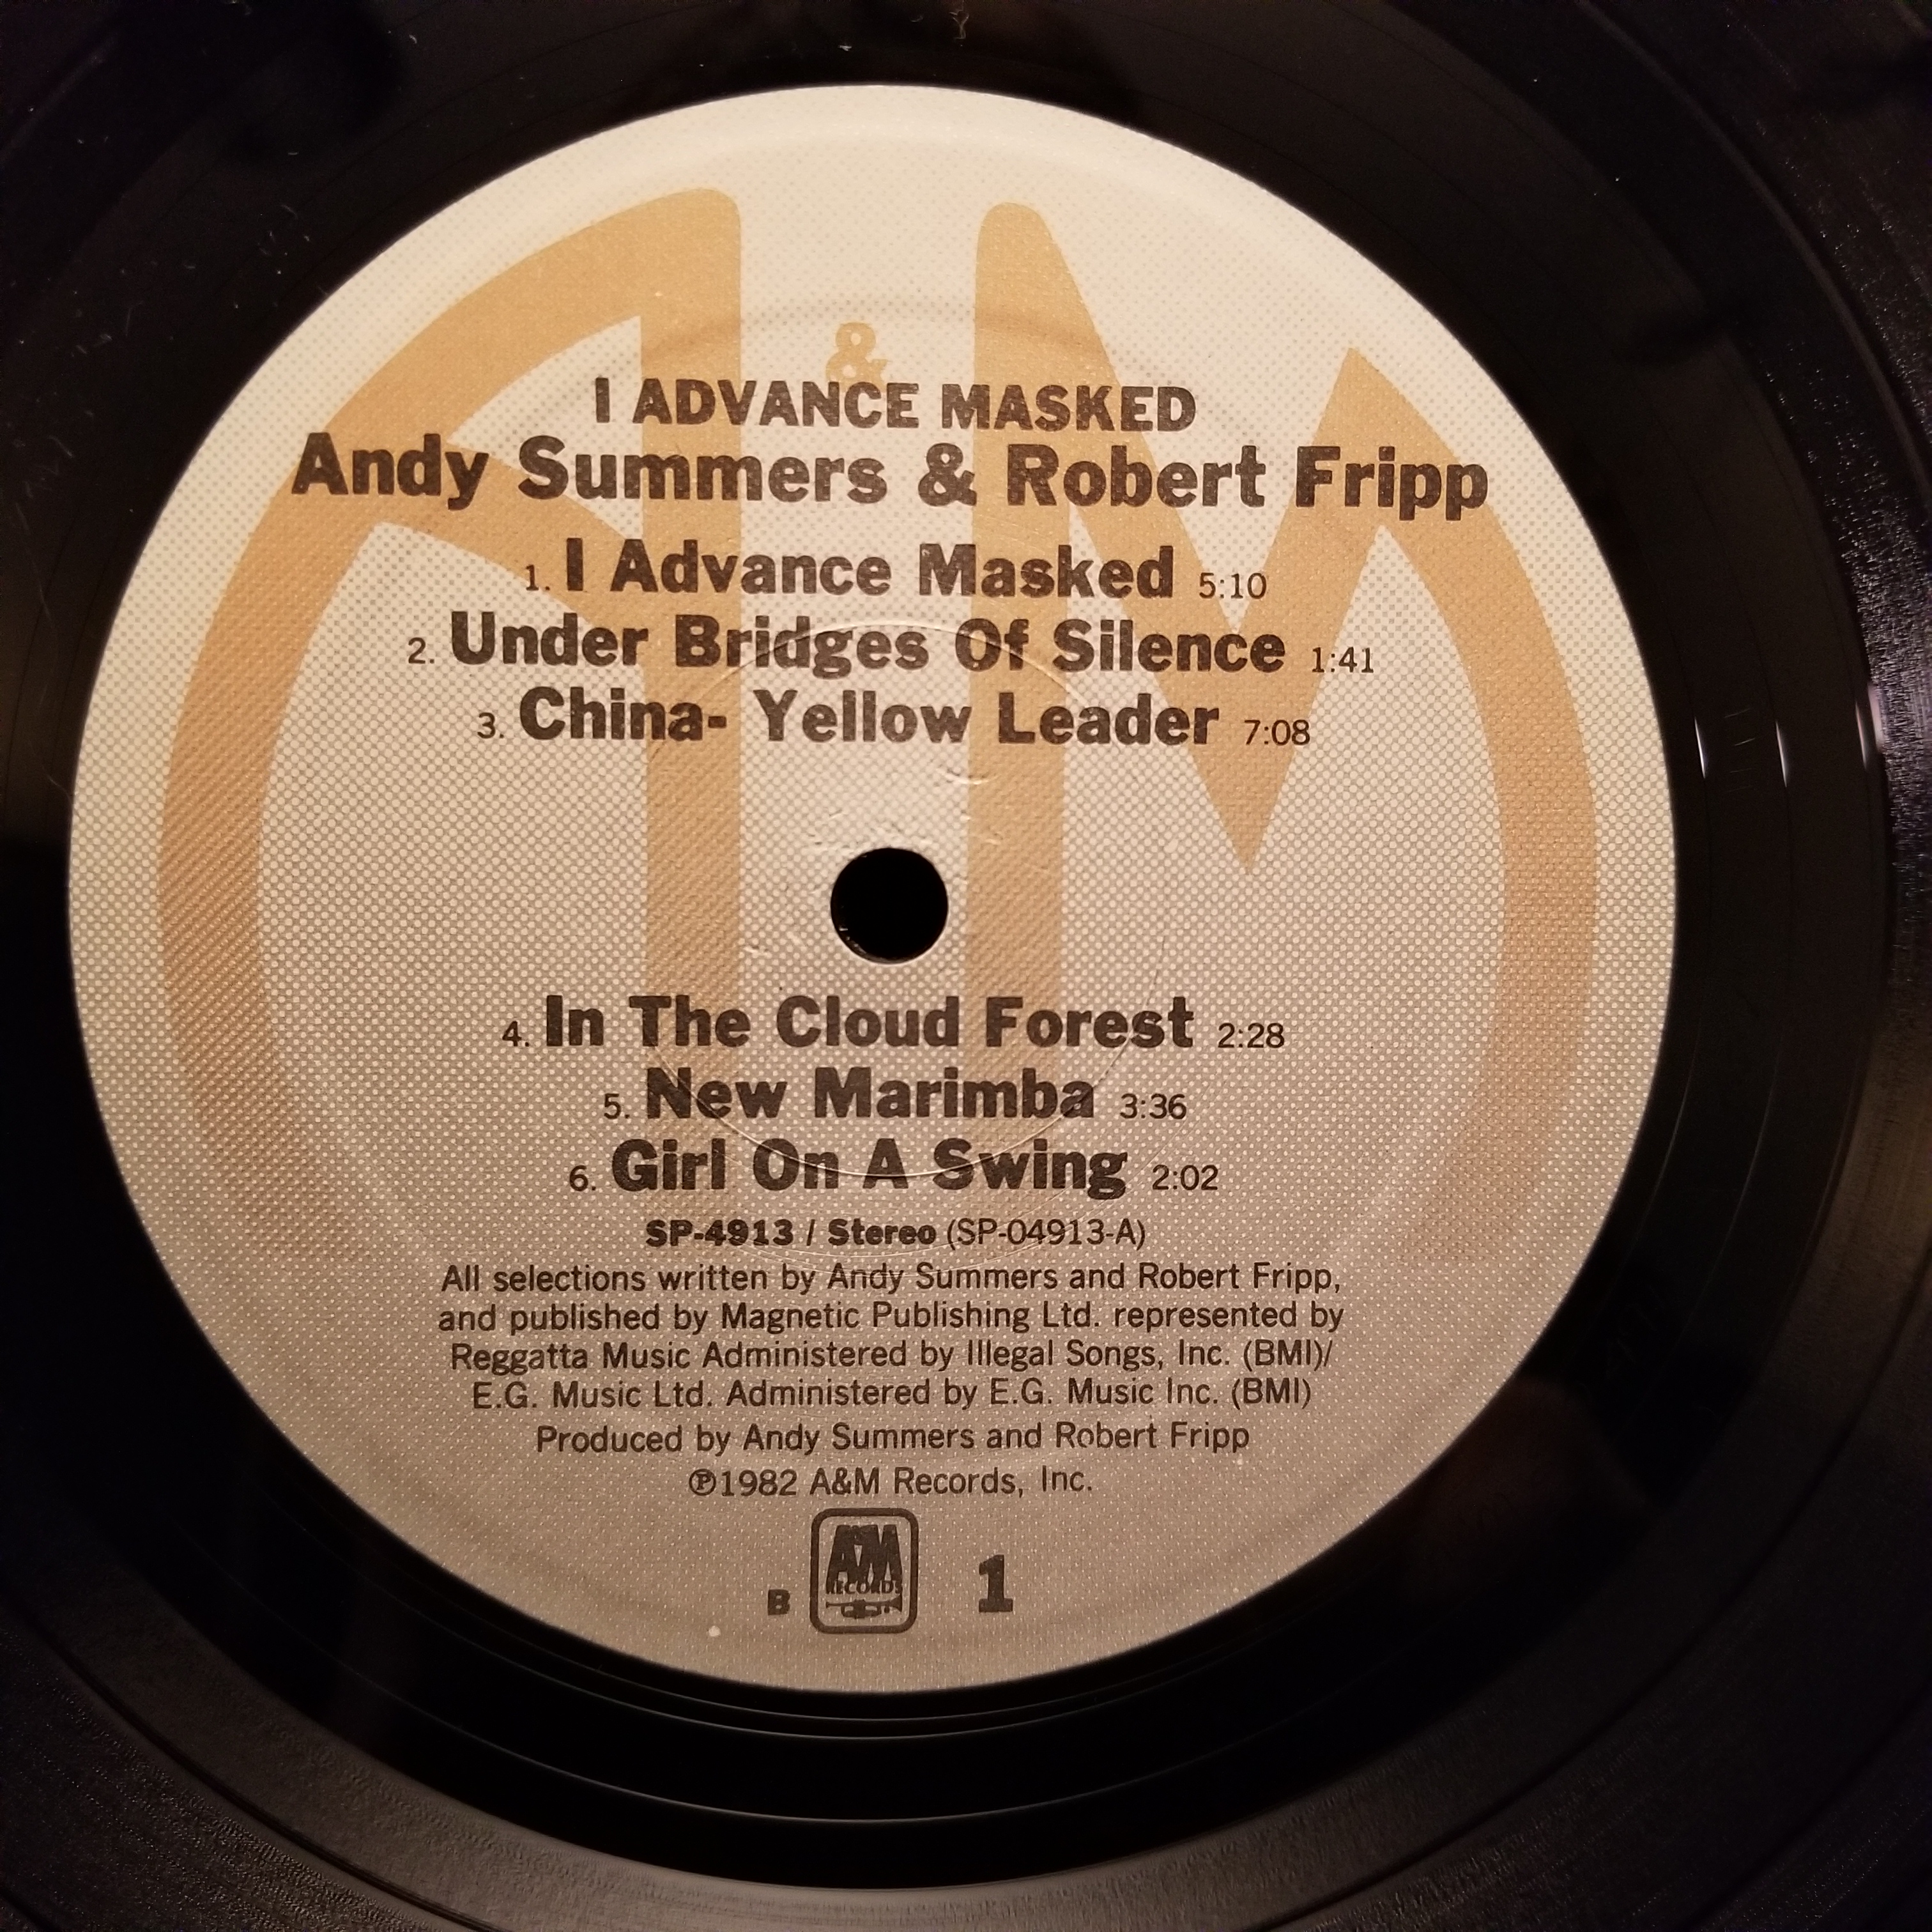 A & M
I ADVANCE MASKED
Andy Summers & Robert Fripp
1. I Advance Masked 5:10
2. Under Bridges Of Silence 1:41
3. China- Yellow Leader 7:08
4. In The Cloud Forest 2:28
5. New Marimba 3:36
6. Girl On A Swing 2:02
SP-4913 / Stereo (SP-04913-A)
All selections written by Andy Summers and Robert Fripp,
and published by Magnetic Publishing Ltd. represented by
Reggatta Music Administered by Illegal Songs, Inc. (BMI)/
E.G. Music Ltd. Administered by E.G. Music Inc. (BMI)
Produced by Andy Summers and Robert Fripp
℗1982 A&M Records, Inc.
B A&M RECORDS 1